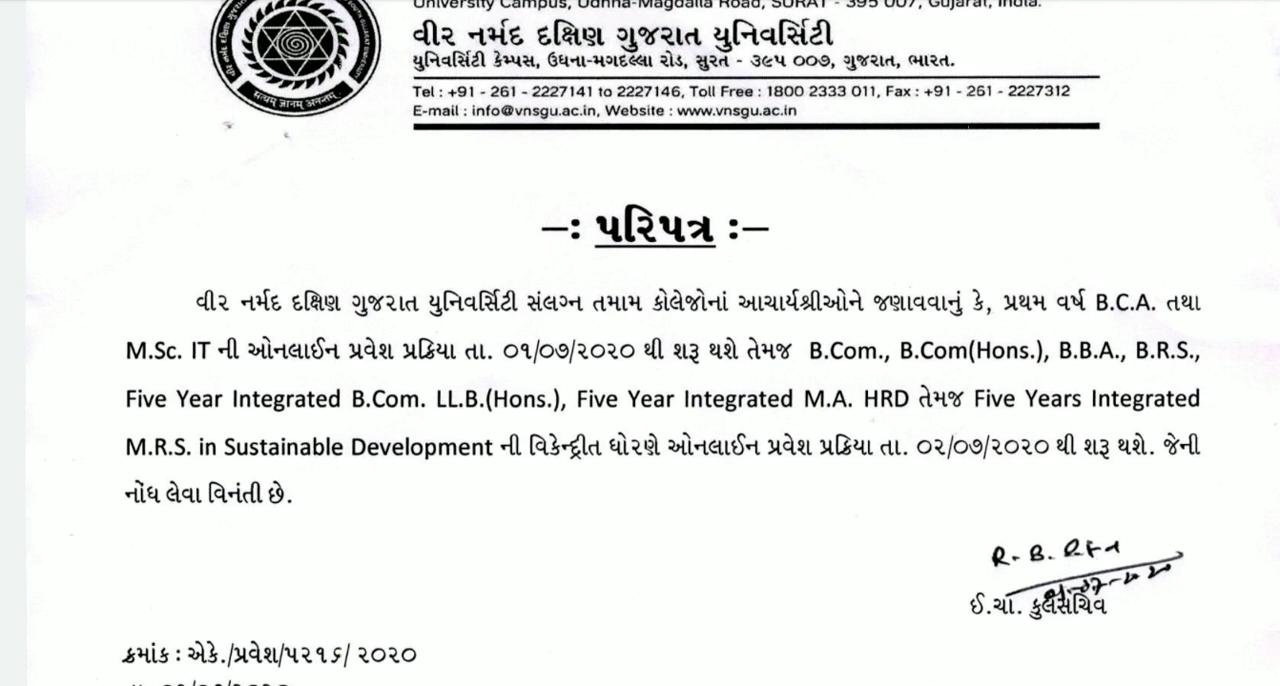 University Campus, Udhna-Magdalla Road, SURAT - 395 007, Gujarat, India.
વીર નર્મદ દક્ષિણ ગુજરાત યુનિવર્સિટી
યુનિવર્સિટી કેમ્પસ, ઉધના-મગદલ્લા રોડ, સુરત - ૩૯૫ ૦૦૭, ગુજરાત, ભારત.
Tel : +91 - 261 - 2227141 to 2227146, Toll Free : 1800 2333 011, Fax : +91 - 261 - 2227312
E-mail : info@vnsgu.ac.in, Website : www.vnsgu.ac.in
सत्यम् ज्ञानम् अनन्तम्
-: પરિપત્ર :-
વીર નર્મદ દક્ષિણ ગુજરાત યુનિવર્સિટી સંલગ્ન તમામ કોલેજોનાં આચાર્યશ્રીઓને જણાવવાનું કે, પ્રથમ વર્ષ B.C.A. તથા
M.Sc. IT ની ઓનલાઈન પ્રવેશ પ્રક્રિયા તા. ૦૧/૦૭/૨૦૨૦ થી શરૂ થશે તેમજ B.Com., B.Com(Hons.), B.B.A., B.R.S.,
Five Year Integrated B.Com. LL.B.(Hons.), Five Year Integrated M.A. HRD તેમજ Five Years Integrated
M.R.S. in Sustainable Development ની વિકેન્દ્રીત ધોરણે ઓનલાઈન પ્રવેશ પ્રક્રિયા તા. ૦૨/૦૭/૨૦૨૦ થી શરૂ થશે. જેની
નોંધ લેવા વિનંતી છે.
R. B.
ઈ.ચા. કુલસચિવ
ક્રમાંક : એકે./પ્રવેશ/૫૨૧૬/ ૨૦૨૦